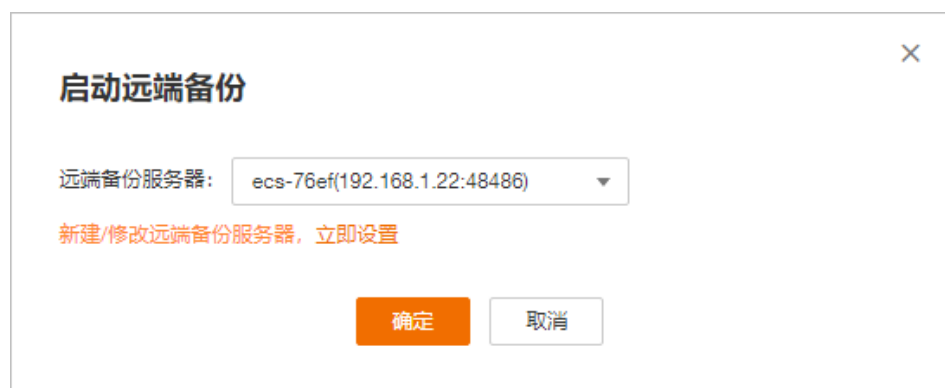 启动远端备份
远端备份服务器： ecs-76ef(192.168.1.22:48486)
新建/修改远端备份服务器，立即设置
确定 取消